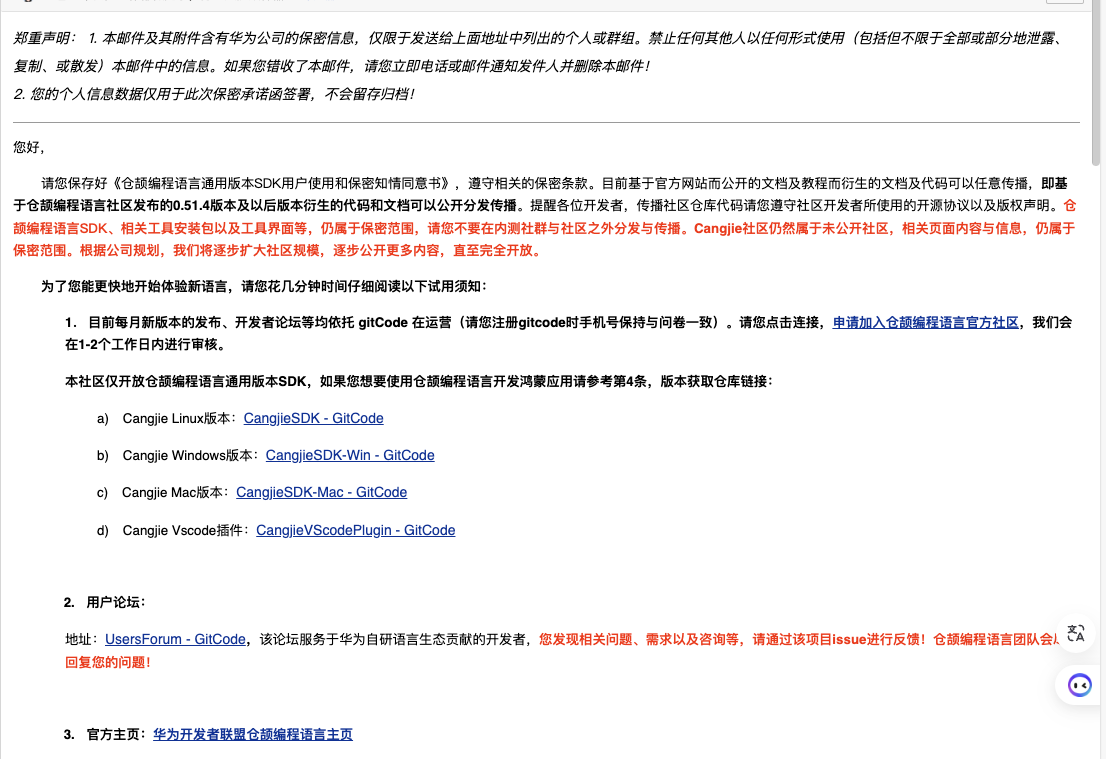 郑重声明： 1. 本邮件及其附件含有华为公司的保密信息，仅限于发送给上面地址中列出的个人或群组。禁止任何其他人以任何形式使用（包括但不限于全部或部分地泄露、
复制、或散发）本邮件中的信息。如果您错收了本邮件，请您立即电话或邮件通知发件人并删除本邮件！
2. 您的个人信息数据仅用于此次保密承诺函签署，不会留存归档！
您好，
请您保存好《仓颉编程语言通用版本SDK用户使用和保密知情同意书》，遵守相关的保密条款。目前基于官方网站而公开的文档及教程而衍生的文档及代码可以任意传播，即基
于仓颉编程语言社区发布的0.51.4版本及以后版本衍生的代码和文档可以公开分发传播。提醒各位开发者，传播社区仓库代码请您遵守社区开发者所使用的开源协议以及版权声明。仓
颉编程语言SDK、相关工具安装包以及工具界面等，仍属于保密范围，请您不要在内测社群与社区之外分发与传播。Cangjie社区仍然属于未公开社区，相关页面内容与信息，仍属于
保密范围。根据公司规划，我们将逐步扩大社区规模，逐步公开更多内容，直至完全开放。
为了您能更快地开始体验新语言，请您花几分钟时间仔细阅读以下试用须知：
1. 目前每月新版本的发布、开发者论坛等均依托 gitCode 在运营（请您注册gitcode时手机号保持与问卷一致）。请您点击连接，申请加入仓颉编程语言官方社区，我们会
在1-2个工作日内进行审核。
本社区仅开放仓颉编程语言通用版本SDK，如果您想要使用仓颉编程语言开发鸿蒙应用请参考第4条，版本获取仓库链接：
a) Cangjie Linux版本：CangjieSDK - GitCode
b) Cangjie Windows版本：CangjieSDK-Win - GitCode
c) Cangjie Mac版本：CangjieSDK-Mac - GitCode
d) Cangjie Vscode插件：CangjieVScodePlugin - GitCode
2. 用户论坛：
地址：UsersForum - GitCode，该论坛服务于华为自研语言生态贡献的开发者，您发现相关问题、需求以及咨询等，请通过该项目issue进行反馈！仓颉编程语言团队会
回复您的问题！
3. 官方主页：华为开发者联盟仓颉编程语言主页